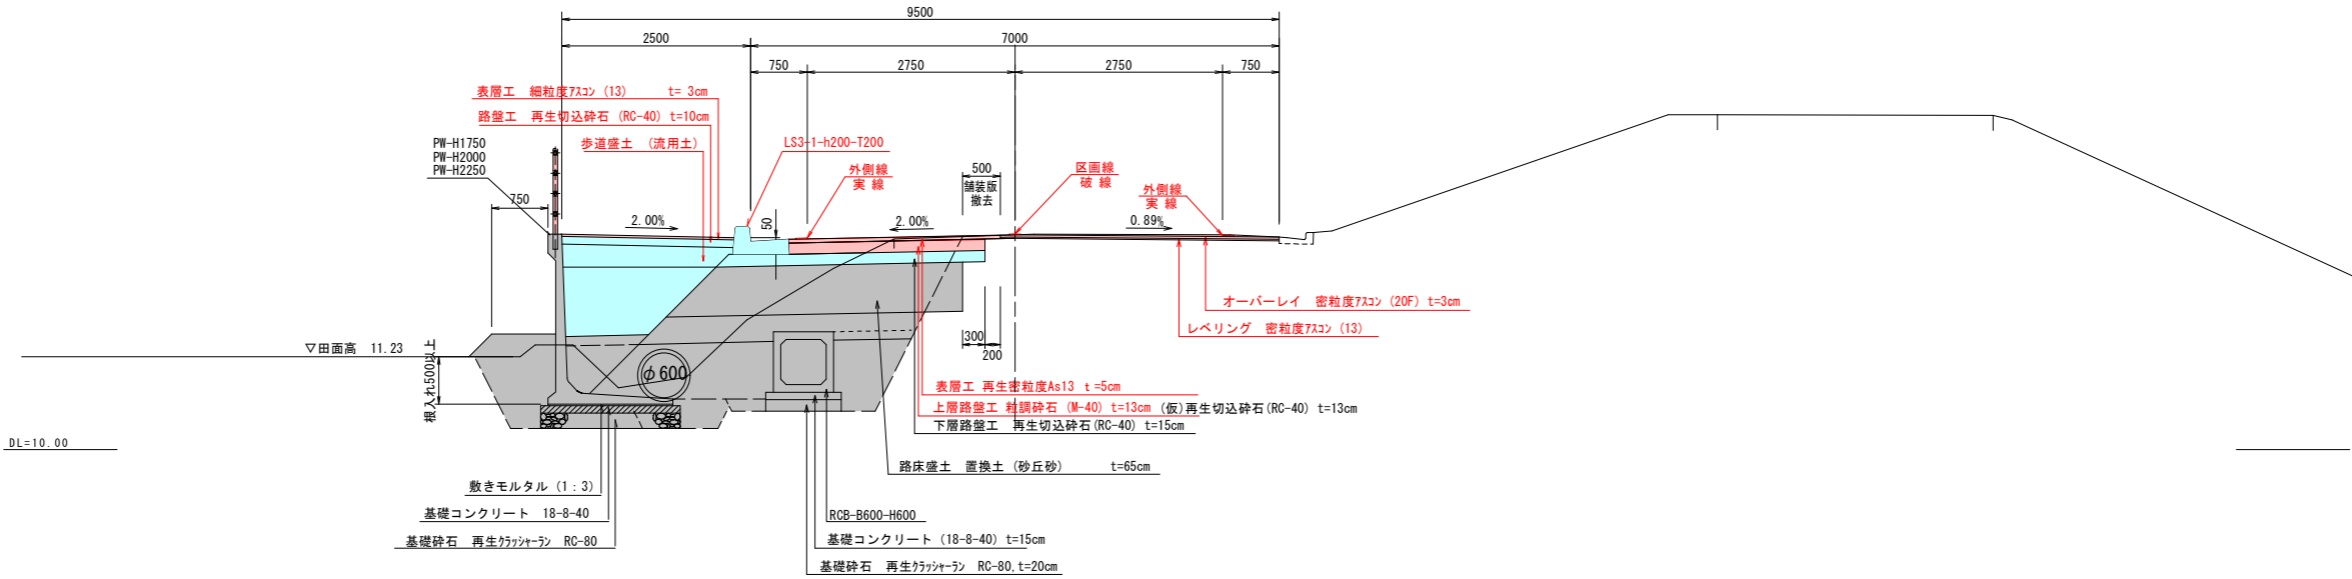 9500
2500
7000
750
2750
2750
750
表層工 細粒度アスコン (13) t= 3cm
路盤工 再生切込砕石 (RC-40) t=10cm
歩道盛土 (流用土)
LS3-1-h200-T200
PW-H1750
PW-H2000
PW-H2250
外側線
実 線
500
舗装版
撤去
区画線
破 線
外側線
実 線
750
2.00%
50
2.00%
0.89%
オーバーレイ 密粒度アスコン (20F) t=3cm
レベリング 密粒度アスコン (13)
300
200
▽田面高 11.23
根入れ500以上
φ600
表層工 再生密粒度As13 t=5cm
上層路盤工 粒調砕石 (M-40) t=13cm (仮)再生切込砕石(RC-40) t=13cm
下層路盤工 再生切込砕石(RC-40) t=15cm
DL=10.00
路床盛土 置換土 (砂丘砂) t=65cm
敷きモルタル (1:3)
基礎コンクリート 18-8-40
RCB-B600-H600
基礎砕石 再生クラッシャーラン RC-80
基礎コンクリート (18-8-40) t=15cm
基礎砕石 再生クラッシャーラン RC-80,t=20cm